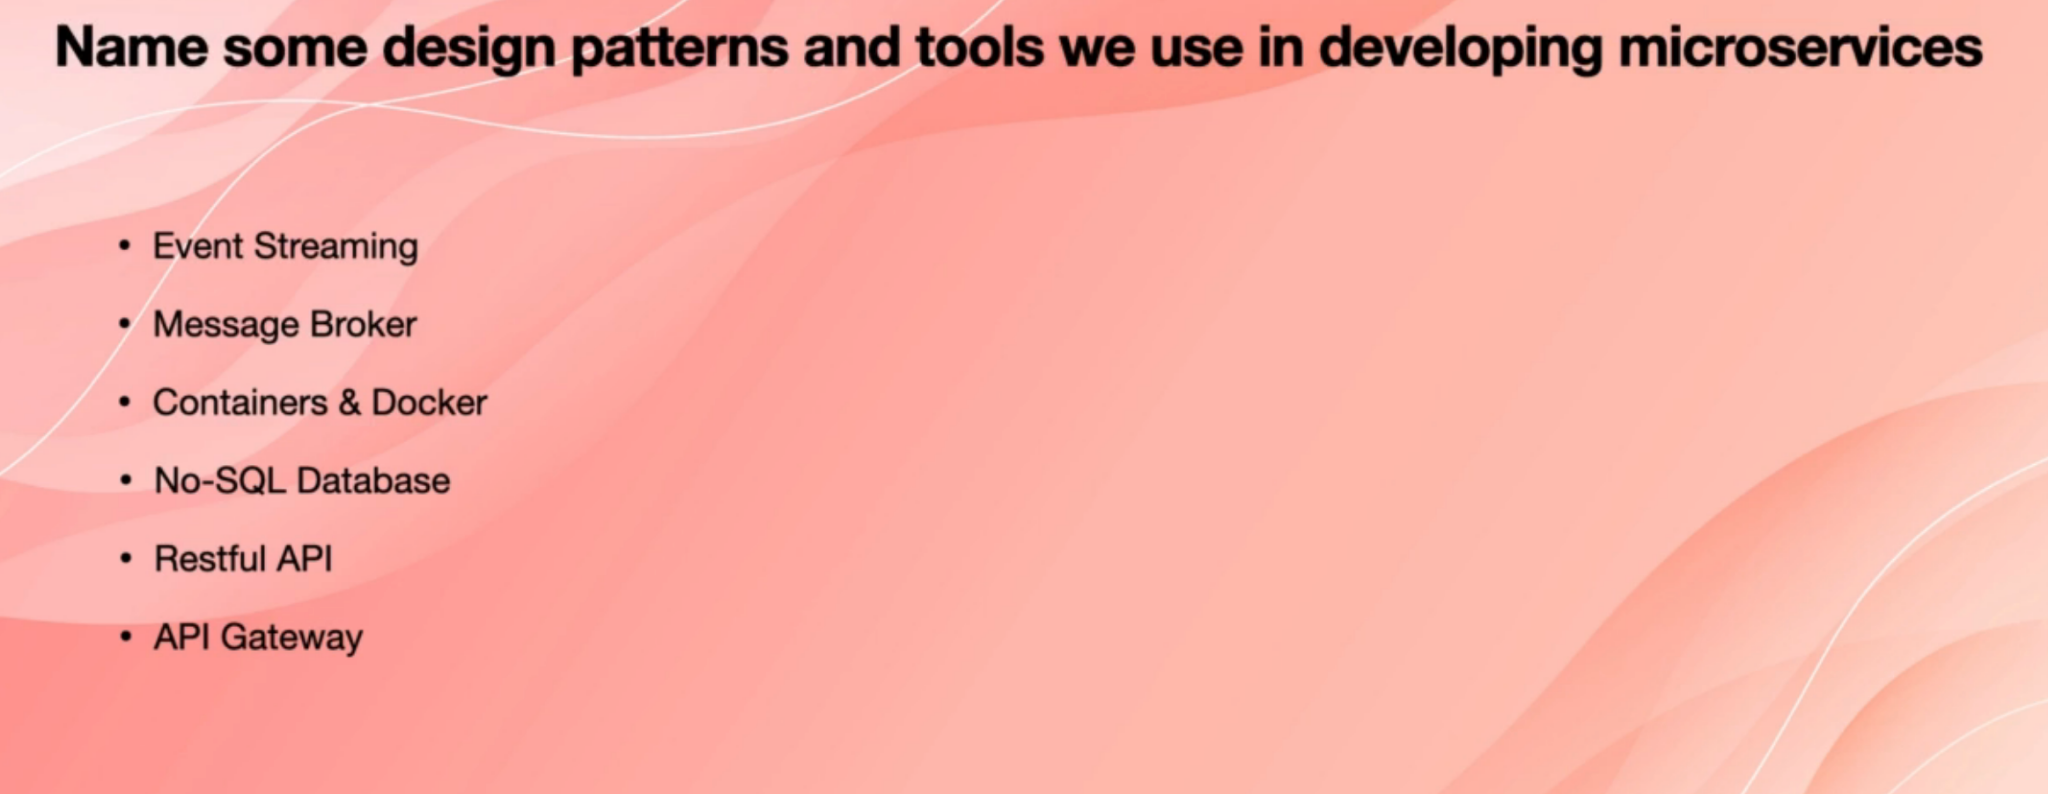 Name some design patterns and tools we use in developing microservices
• Event Streaming
• Message Broker
• Containers & Docker
• No-SQL Database
• Restful API
• API Gateway